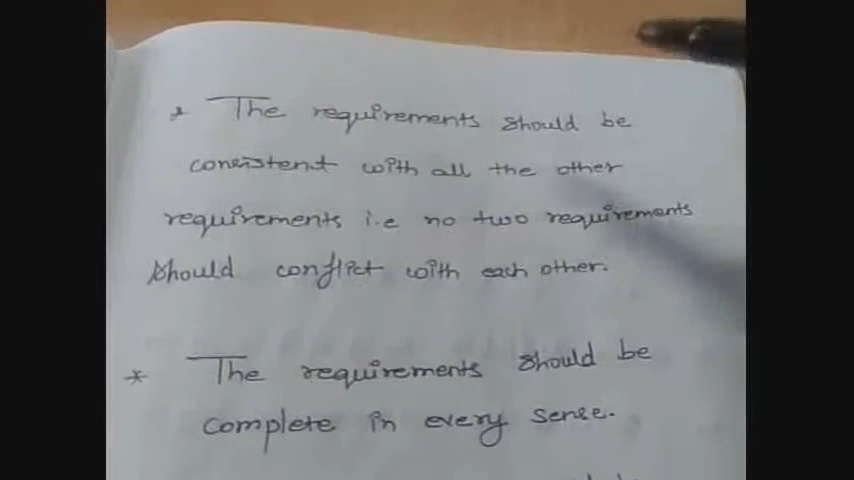 * The requirements should be
consistent with all the other
requirements i.e no two requirements
should conflict with each other.
* The requirements should be
complete in every sense.